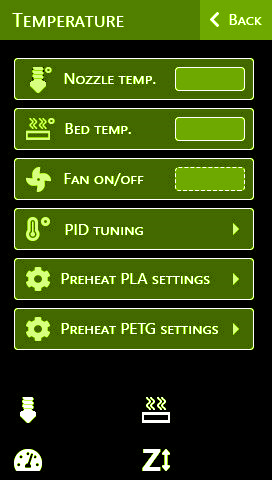 Temperature
Back
Nozzle temp.
Bed temp.
Fan on/off
PID tuning
Preheat PLA settings
Preheat PETG settings
Z